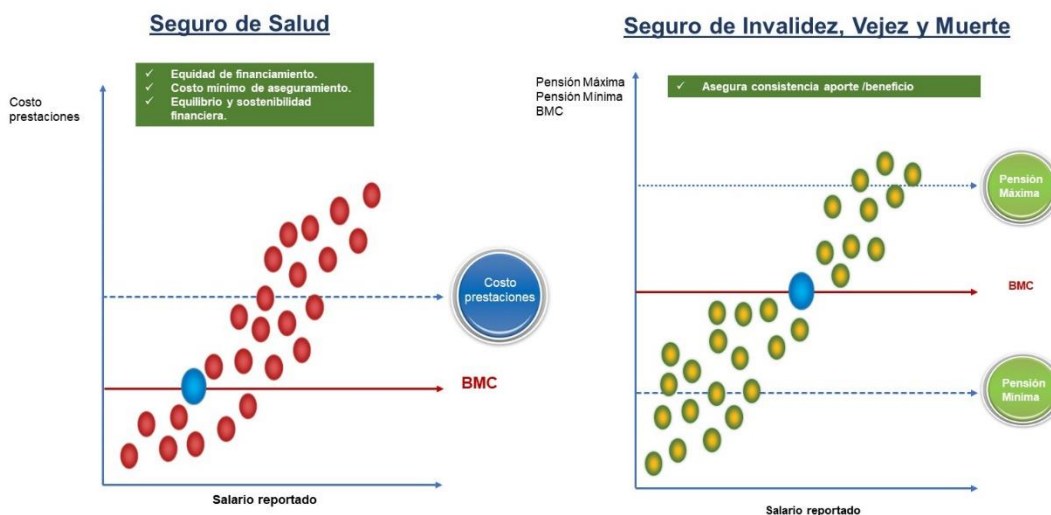 Seguro de Salud
✓ Equidad de financiamiento.
✓ Costo mínimo de aseguramiento.
✓ Equilibrio y sostenibilidad
financiera.
Costo
prestaciones
Costo
prestaciones
BMC
Salario reportado
Seguro de Invalidez, Vejez y Muerte
Pensión Máxima
Pensión Mínima
BMC
✓ Asegura consistencia aporte /beneficio
Pensión
Máxima
BMC
Pensión
Mínima
Salario reportado